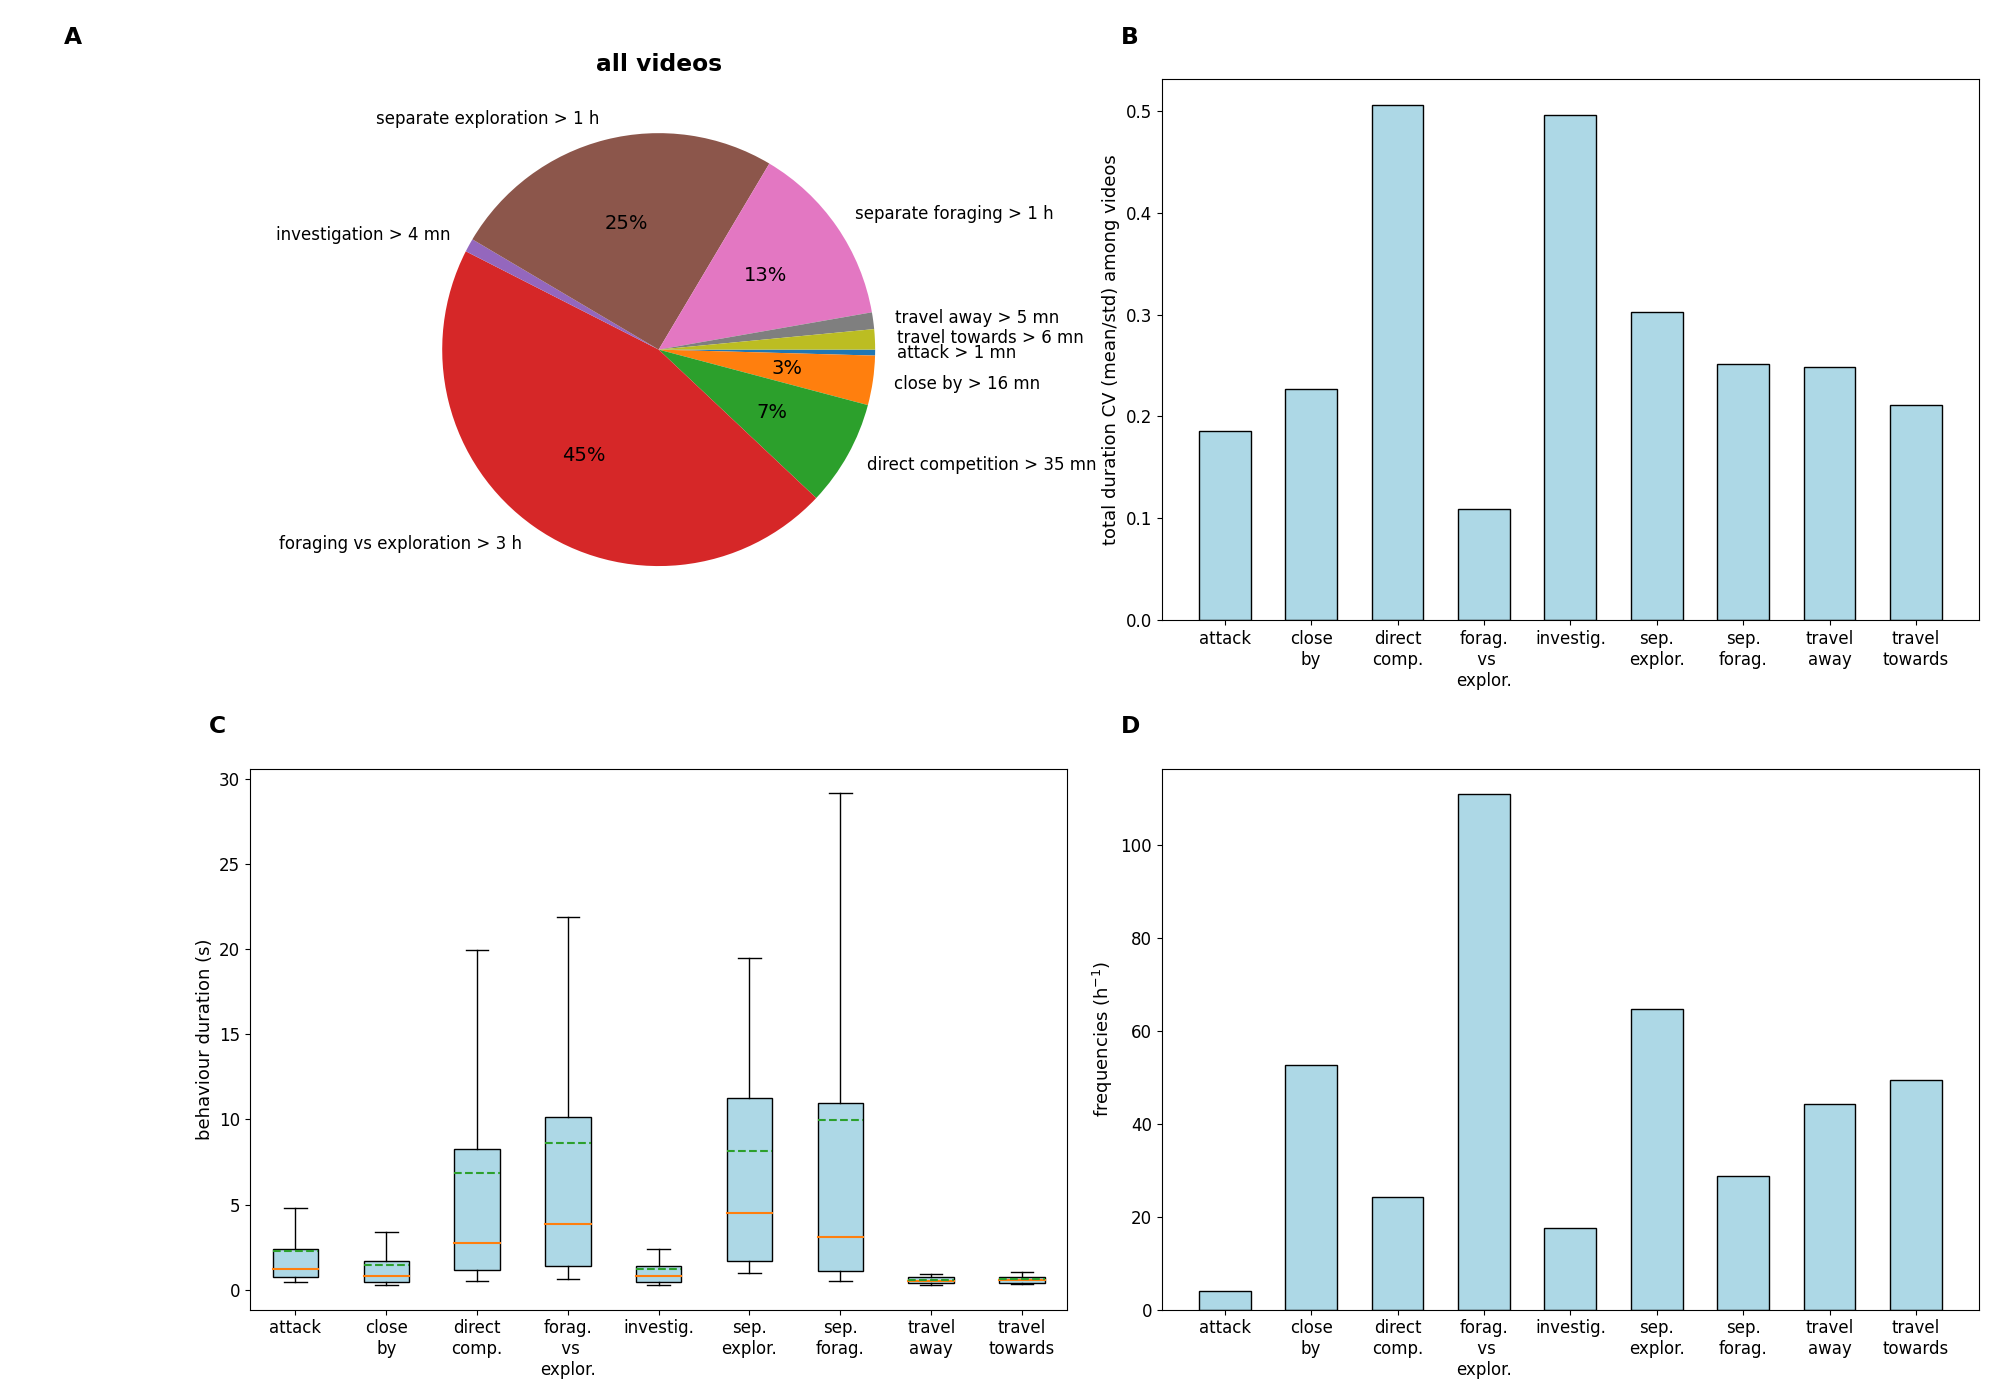 A
all videos
separate exploration > 1 h
investigation > 4 mn
separate foraging > 1 h
travel away > 5 mn
travel towards > 6 mn
attack > 1 mn
close by > 16 mn
direct competition > 35 mn
foraging vs exploration > 3 h
25%
13%
3%
7%
45%
B
total duration CV (mean/std) among videos
0.5
0.4
0.3
0.2
0.1
0.0
attack
close
by
direct
comp.
forag.
vs
explor.
investig.
sep.
explor.
sep.
forag.
travel
away
travel
towards
C
behaviour duration (s)
30
25
20
15
10
5
0
attack
close
by
direct
comp.
forag.
vs
explor.
investig.
sep.
explor.
sep.
forag.
travel
away
travel
towards
D
frequencies (h⁻¹)
100
80
60
40
20
0
attack
close
by
direct
comp.
forag.
vs
explor.
investig.
sep.
explor.
sep.
forag.
travel
away
travel
towards